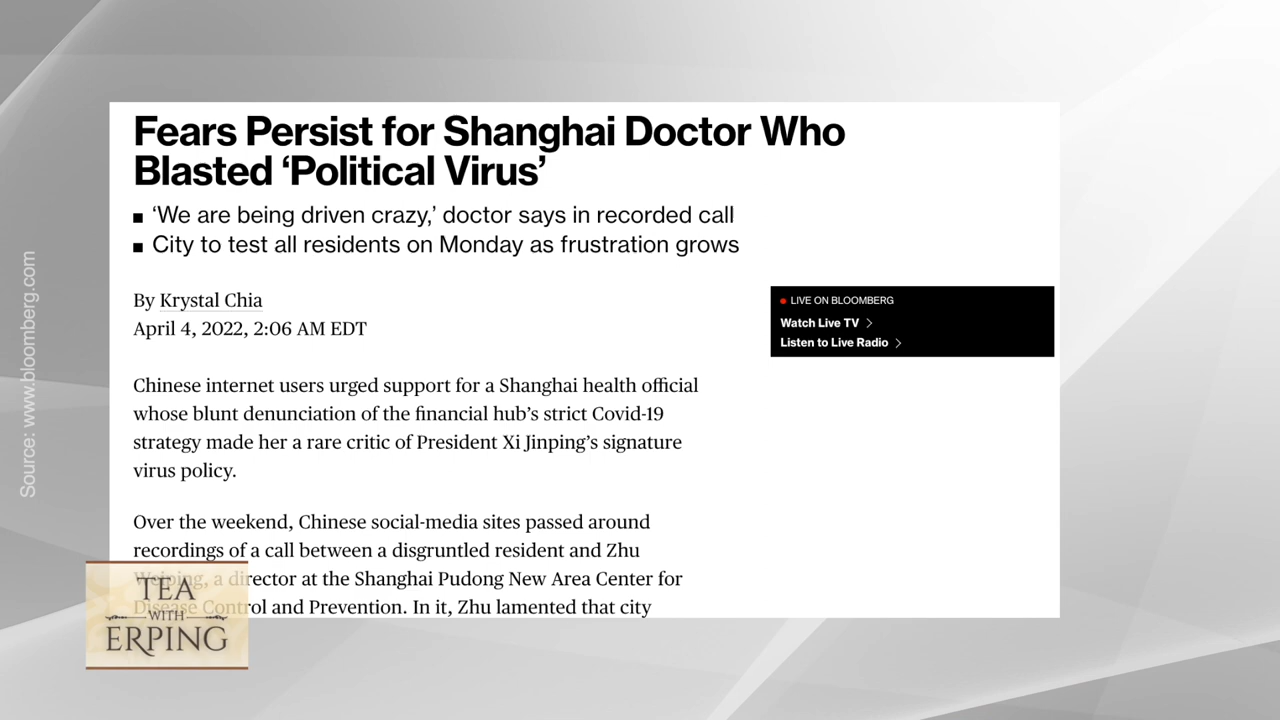 Fears Persist for Shanghai Doctor Who
Blasted ‘Political Virus’
■ ‘We are being driven crazy,’ doctor says in recorded call
■ City to test all residents on Monday as frustration grows
By Krystal Chia
April 4, 2022, 2:06 AM EDT
LIVE ON BLOOMBERG
Watch Live TV >
Listen to Live Radio >
Chinese internet users urged support for a Shanghai health official
whose blunt denunciation of the financial hub’s strict Covid-19
strategy made her a rare critic of President Xi Jinping’s signature
virus policy.
Over the weekend, Chinese social-media sites passed around
recordings of a call between a disgruntled resident and Zhu
Weiping, a director at the Shanghai Pudong New Area Center for
Disease Control and Prevention. In it, Zhu lamented that city
Source: www.bloomberg.com
TEA
WITH
ERPING